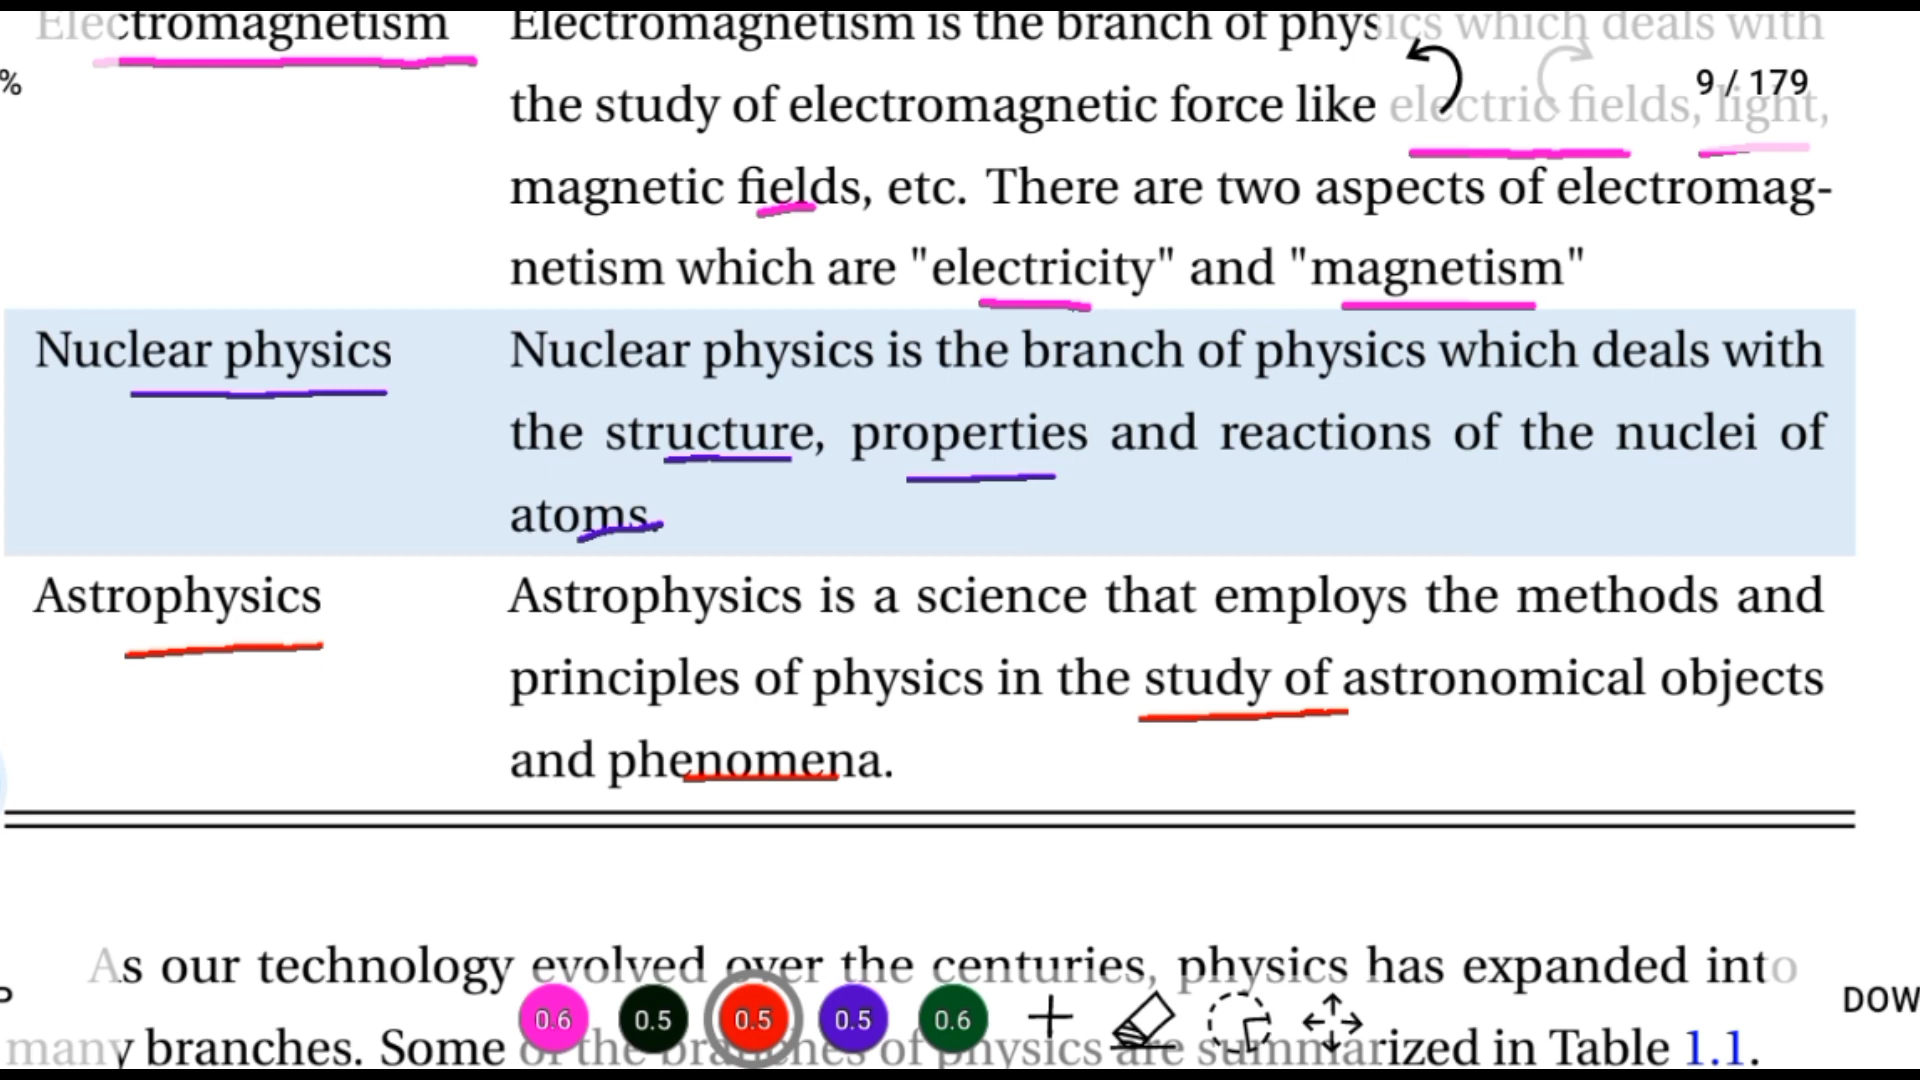 Electromagnetism Electromagnetism is the branch of physics which deals with
% the study of electromagnetic force like electric fields, light,
9 / 179
magnetic fields, etc. There are two aspects of electromag-
netism which are "electricity" and "magnetism"
Nuclear physics Nuclear physics is the branch of physics which deals with
the structure, properties and reactions of the nuclei of
atoms.
Astrophysics Astrophysics is a science that employs the methods and
principles of physics in the study of astronomical objects
and phenomena.
As our technology evolved over the centuries, physics has expanded into
P
DOW
0.6 0.5 0.5 0.5 0.6
many branches. Some of the branches of physics are summarized in Table 1.1.